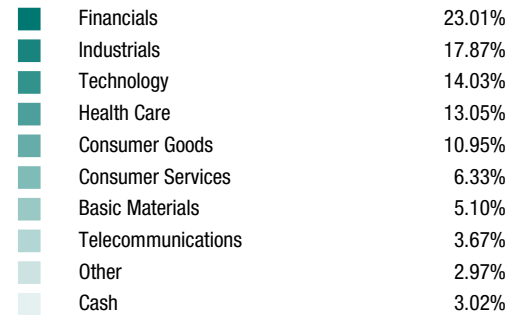 Financials 23.01%
Industrials 17.87%
Technology 14.03%
Health Care 13.05%
Consumer Goods 10.95%
Consumer Services 6.33%
Basic Materials 5.10%
Telecommunications 3.67%
Other 2.97%
Cash 3.02%